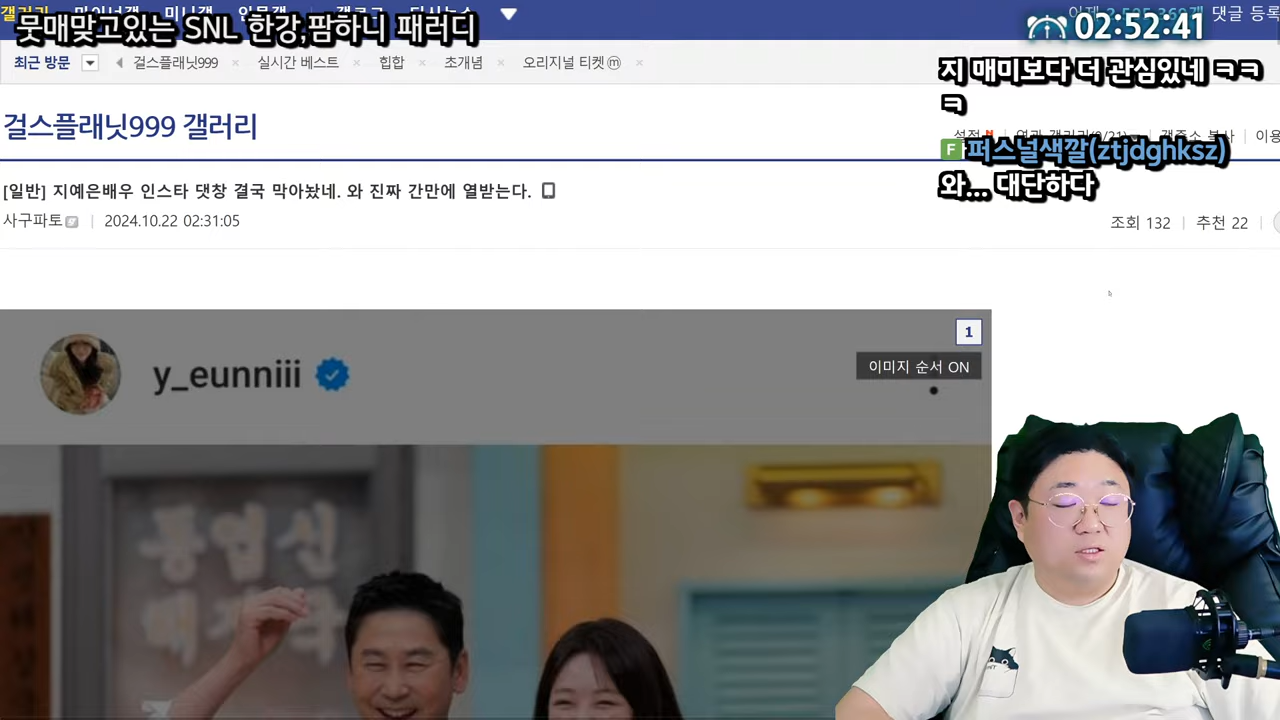 뭇매맞고있는 SNL 한강,팜하니 패러디
02:52:41
댓글 등록
최근 방문
걸스플래닛999 × 실시간 베스트 × 힙합 × 초개념 × 오리지널 티켓ⓜ ×
지 매미보다 더 관심있네 ㅋㅋ
ㅋ
걸스플래닛999 갤러리
F 퍼스널색깔(ztjdghksz)
와... 대단하다
[일반] 지예은배우 인스타 댓창 결국 막아놨네. 와 진짜 간만에 열받는다.
사구파토 | 2024.10.22 02:31:05
조회 132 | 추천 22
1
이미지 순서 ON
y_eunniii